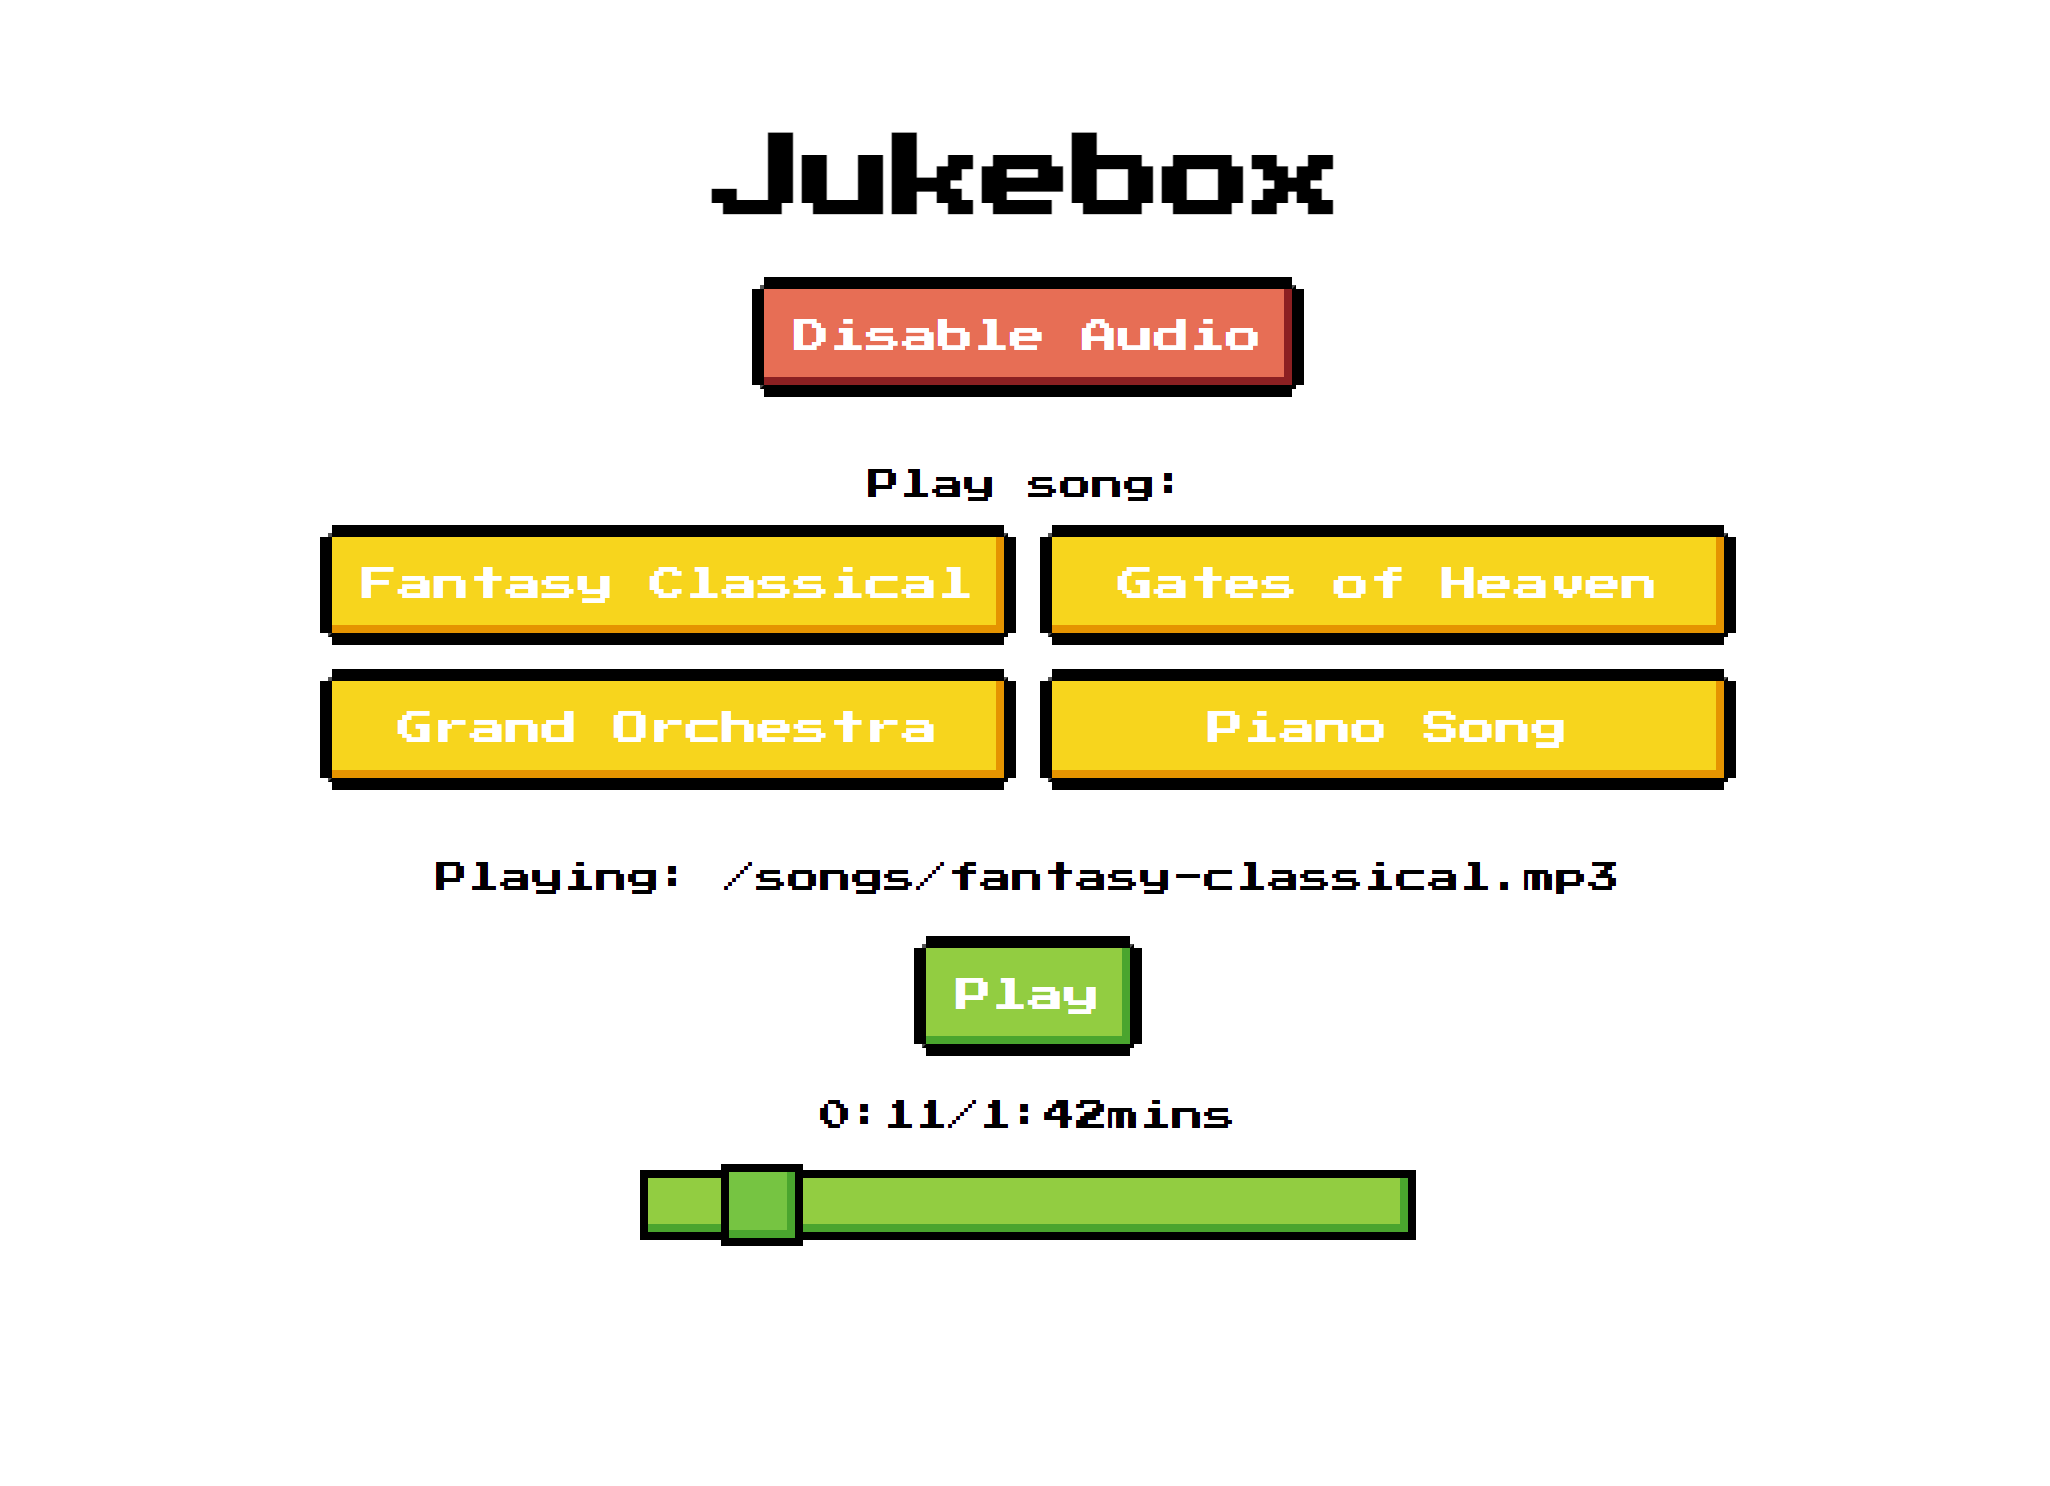 Jukebox
Disable Audio
Play song:
Fantasy Classical
Gates of Heaven
Grand Orchestra
Piano Song
Playing: /songs/fantasy-classical.mp3
Play
0:11/1:42mins